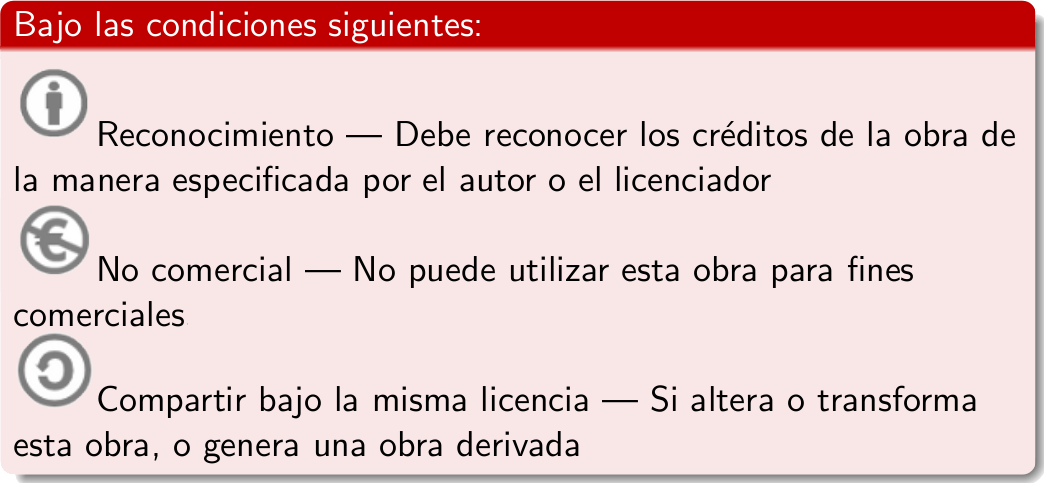 Bajo las condiciones siguientes:
Reconocimiento — Debe reconocer los créditos de la obra de
la manera especificada por el autor o el licenciador
No comercial — No puede utilizar esta obra para fines
comerciales
Compartir bajo la misma licencia — Si altera o transforma
esta obra, o genera una obra derivada